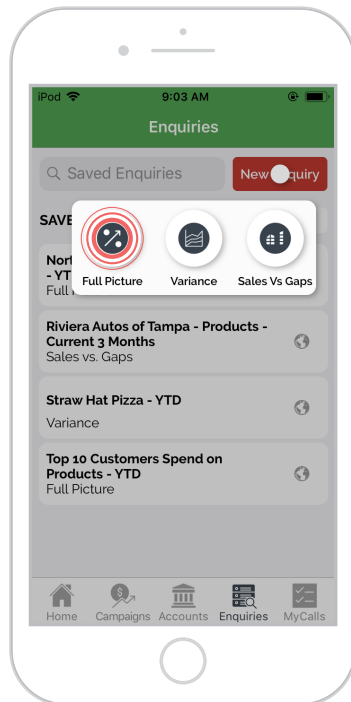 iPod 9:03 AM
Enquiries
Saved Enquiries
New quiry
SAVE
Full Picture Variance Sales Vs Gaps
Nort
- YT
Full
Riviera Autos of Tampa - Products -
Current 3 Months
Sales vs. Gaps
Straw Hat Pizza - YTD
Variance
Top 10 Customers Spend on
Products - YTD
Full Picture
Home Campaigns Accounts Enquiries MyCalls